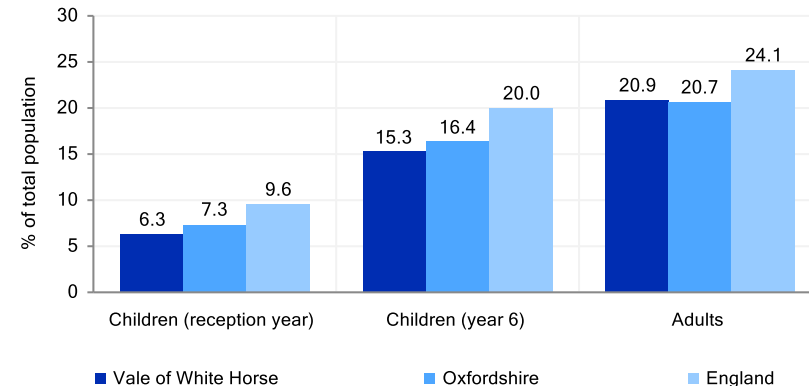 30
25
20
15
10
5
0
% of total population
6.3
7.3
9.6
15.3
16.4
20.0
20.9
20.7
24.1
Children (reception year)
Children (year 6)
Adults
Vale of White Horse
Oxfordshire
England